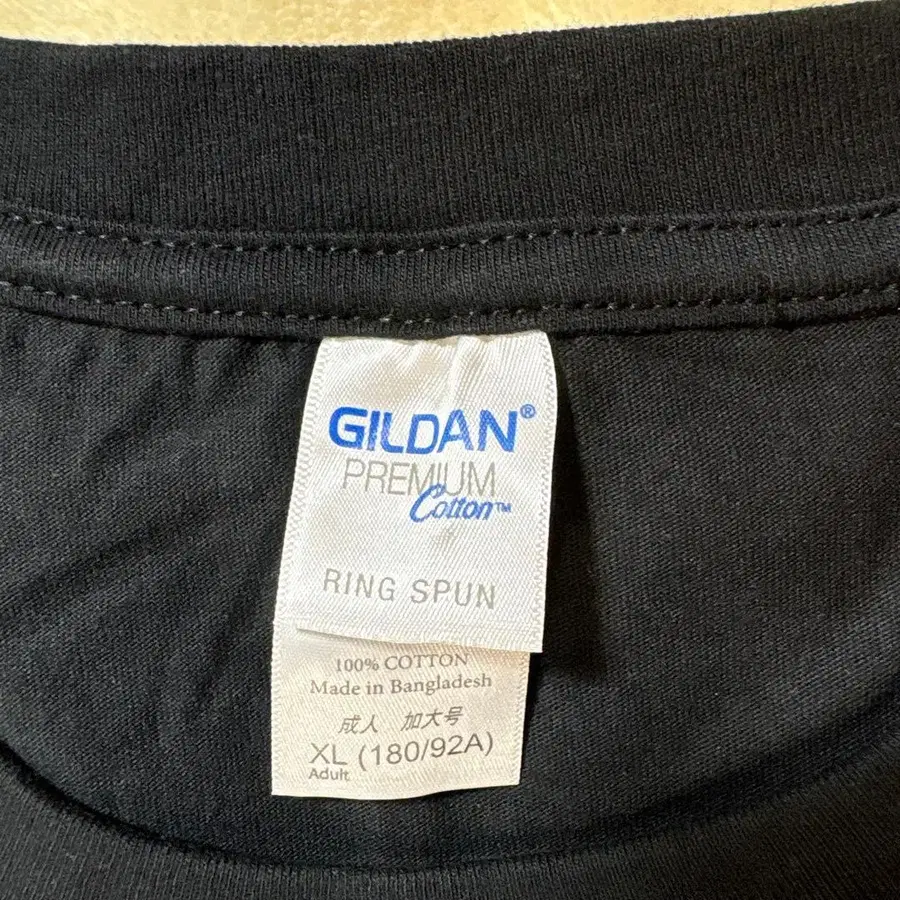 GILDAN®
PREMIUM
Cotton™
RING SPUN
100% COTTON
Made in Bangladesh
成人 加大号
XL (180/92A)
Adult